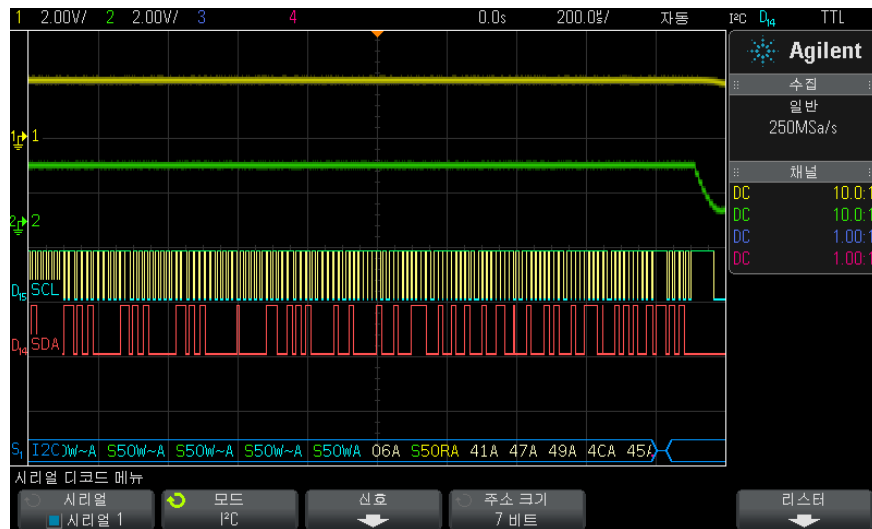 1 2.00V/ 2 2.00V/ 3 4 0.0s 200.0㎲/ 자동 I²C D14 TTL
Agilent
수집
일반
250MSa/s
채널
DC 10.0:1
DC 10.0:1
DC 1.00:1
DC 1.00:1
1
2
D15 SCL
D14 SDA
S1 I2C 0W~A S50W~A S50W~A S50W~A S50WA 06A S50RA 41A 47A 49A 4CA 45
시리얼 디코드 메뉴
시리얼 모드 신호 주소 크기 리스터
시리얼 1 I²C 7 비트